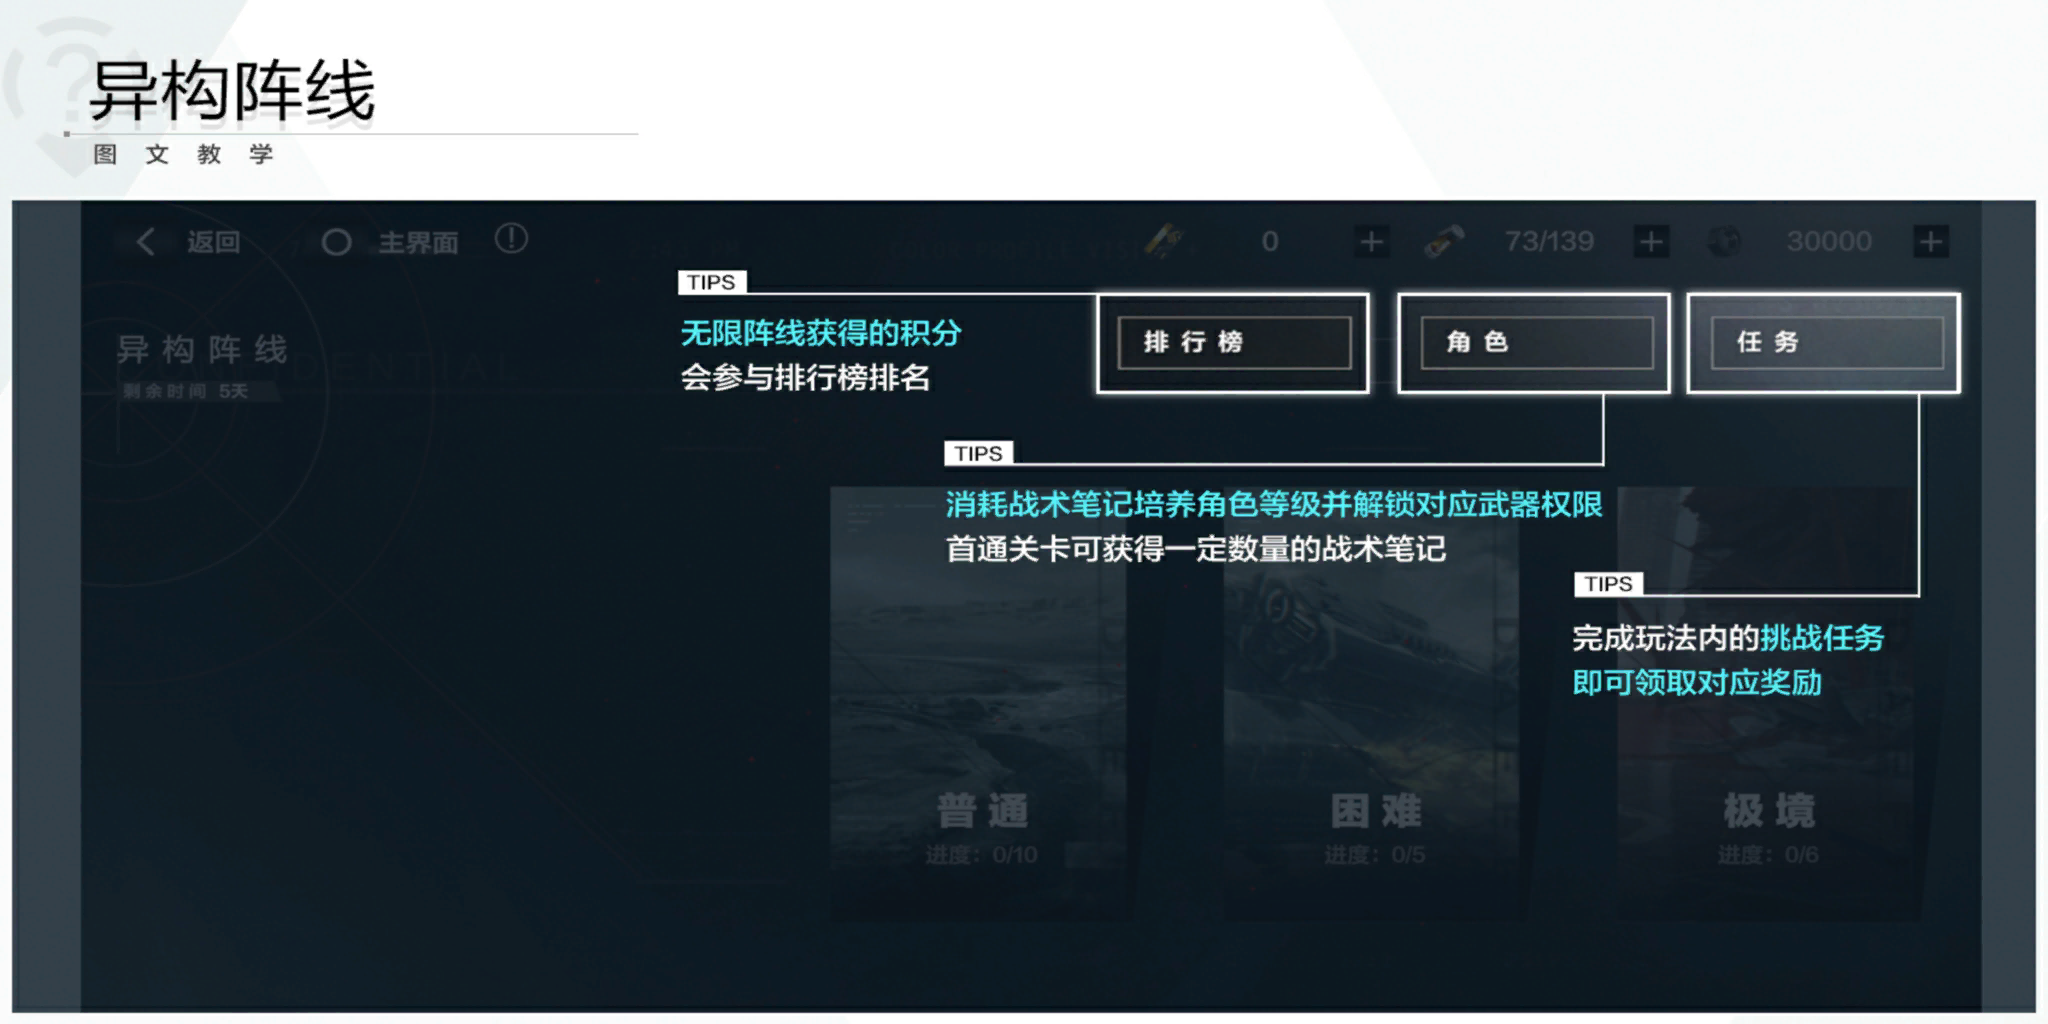 异构阵线
图文教学
返回 主界面 0 73/139 30000
TIPS
无限阵线获得的积分
会参与排行榜排名
排行榜 角色 任务
异构阵线
剩余时间 5天
TIPS
消耗战术笔记培养角色等级并解锁对应武器权限
首通关卡可获得一定数量的战术笔记
TIPS
完成玩法内的挑战任务
即可领取对应奖励
普通 困难 极境
进度：0/10 进度：0/5 进度：0/6